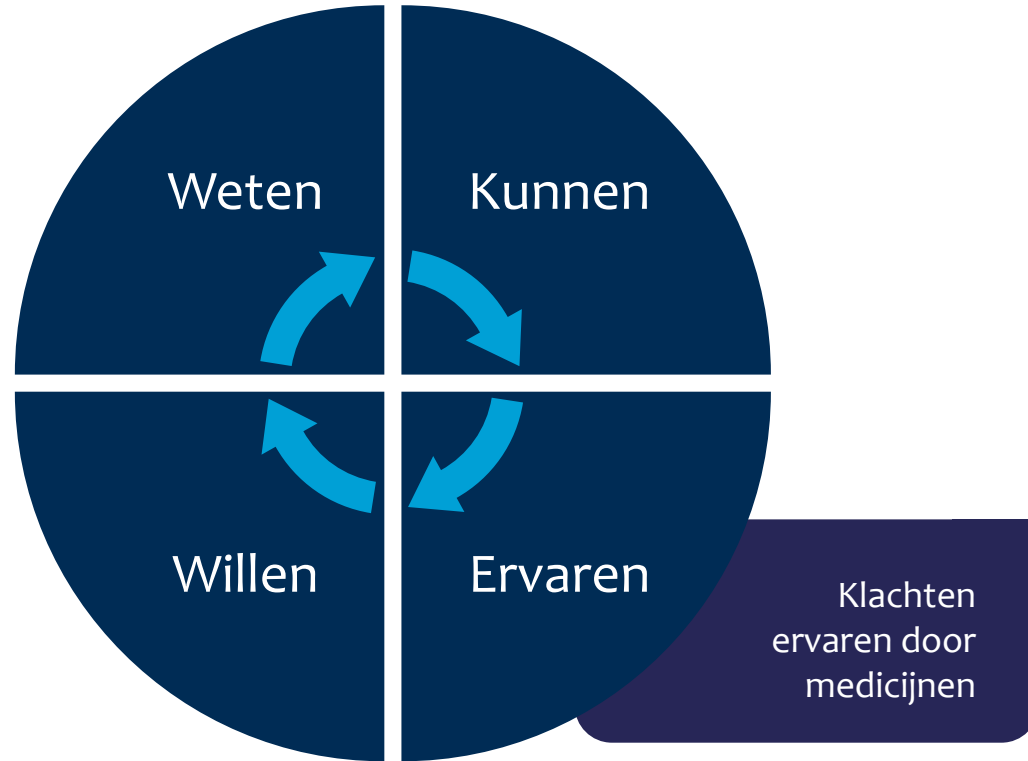 Weten
Kunnen
Willen
Ervaren
Klachten
ervaren door
medicijnen